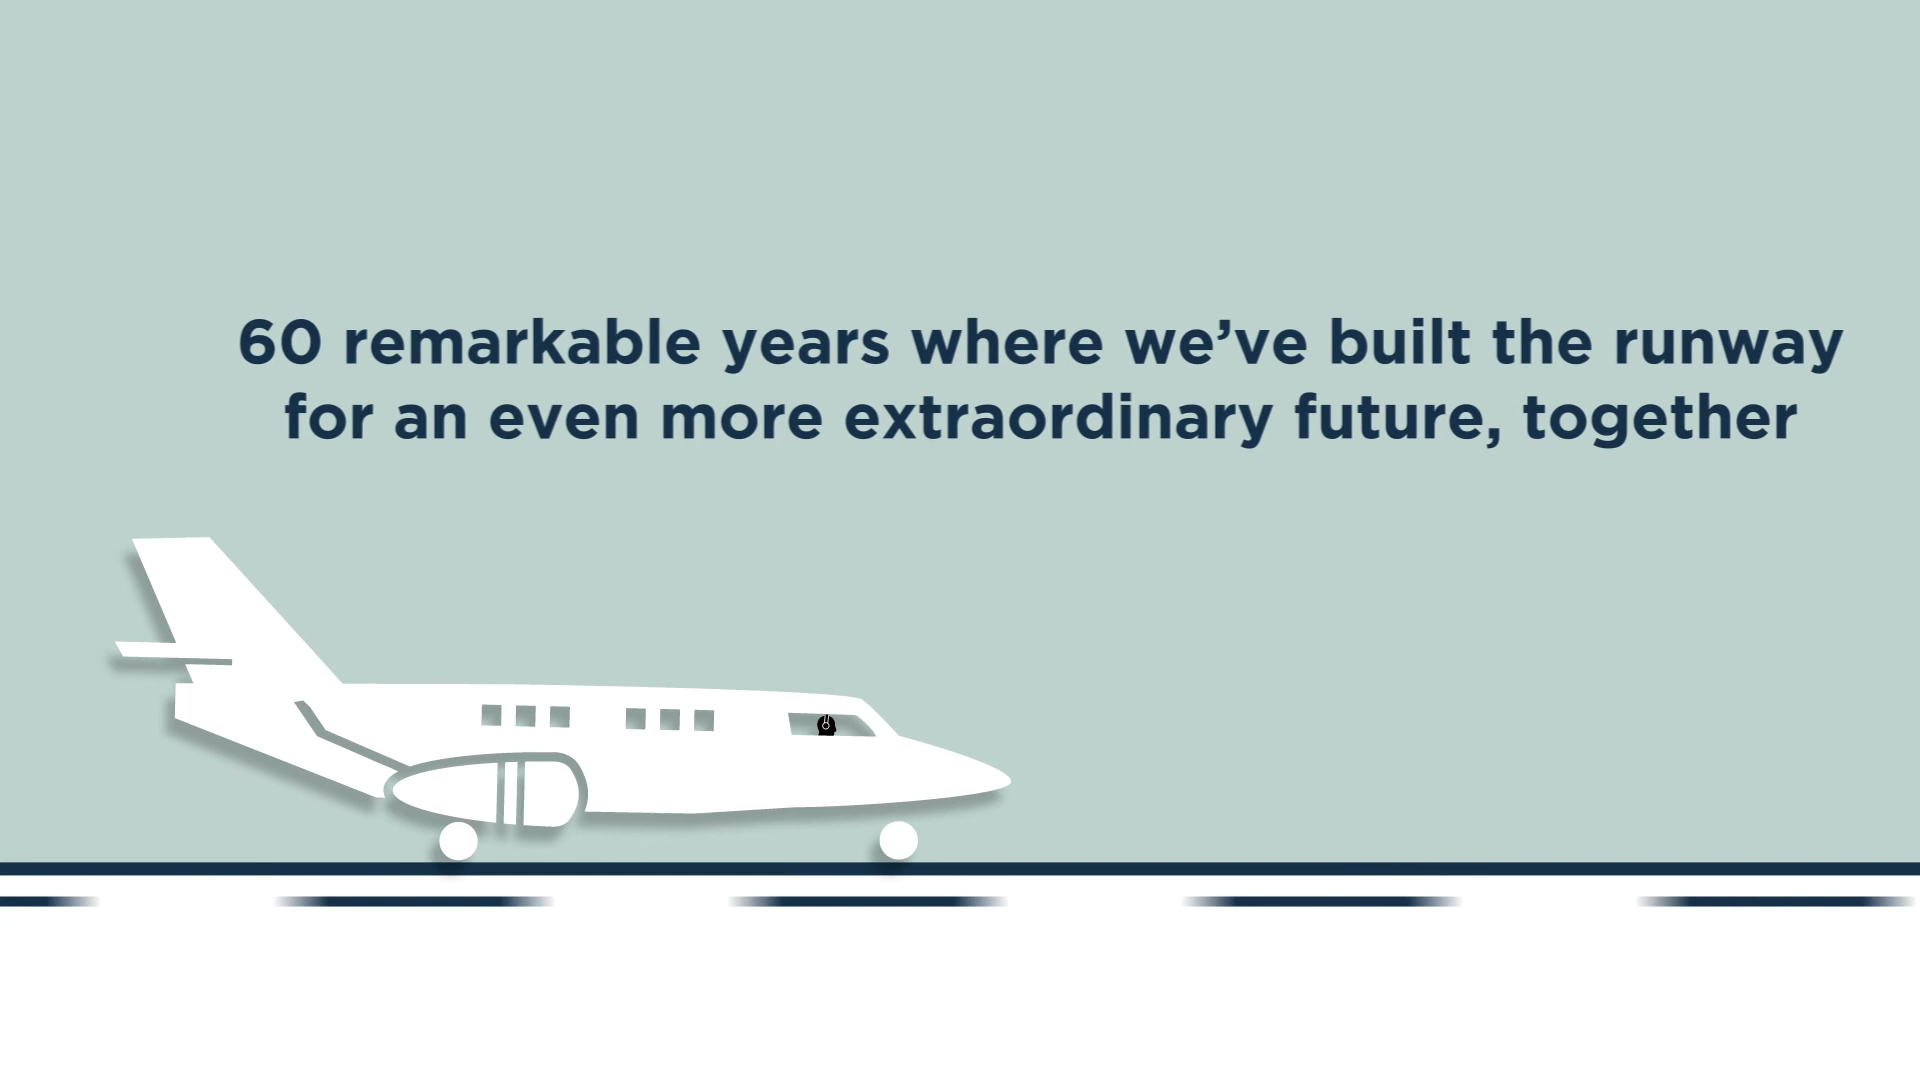 60 remarkable years where we’ve built the runway
for an even more extraordinary future, together